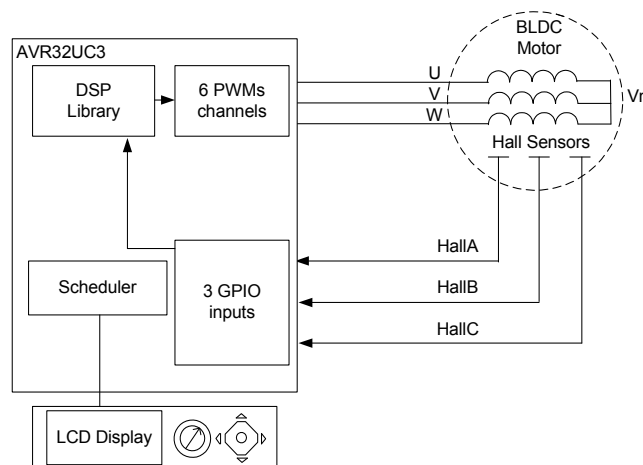 AVR32UC3
DSP
Library
6 PWMs
channels
U
V
W
BLDC
Motor
Hall Sensors
HallA
HallB
HallC
3 GPIO
inputs
Scheduler
LCD Display